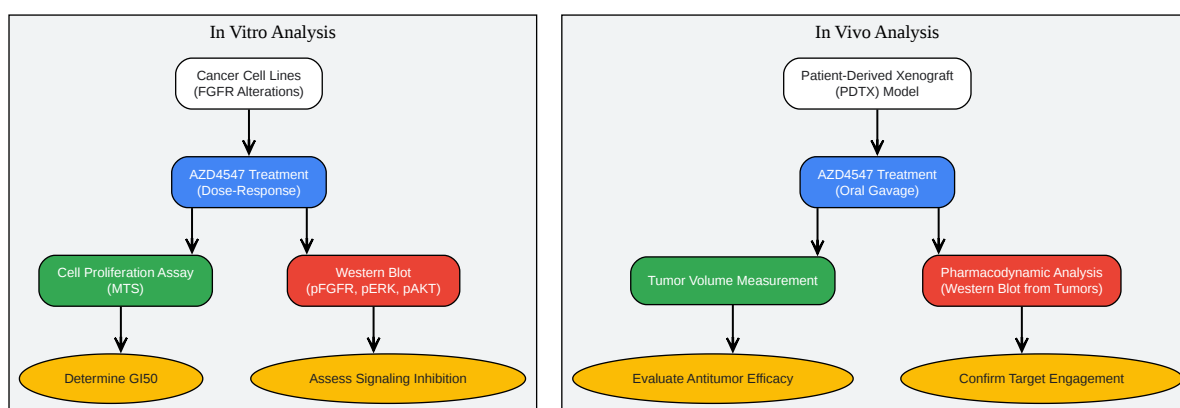 In Vitro Analysis
Cancer Cell Lines
(FGFR Alterations)
AZD4547 Treatment
(Dose-Response)
Cell Proliferation Assay
(MTS)
Western Blot
(pFGFR, pERK, pAKT)
Determine GI50
Assess Signaling Inhibition
In Vivo Analysis
Patient-Derived Xenograft
(PDTX) Model
AZD4547 Treatment
(Oral Gavage)
Tumor Volume Measurement
Pharmacodynamic Analysis
(Western Blot from Tumors)
Evaluate Antitumor Efficacy
Confirm Target Engagement